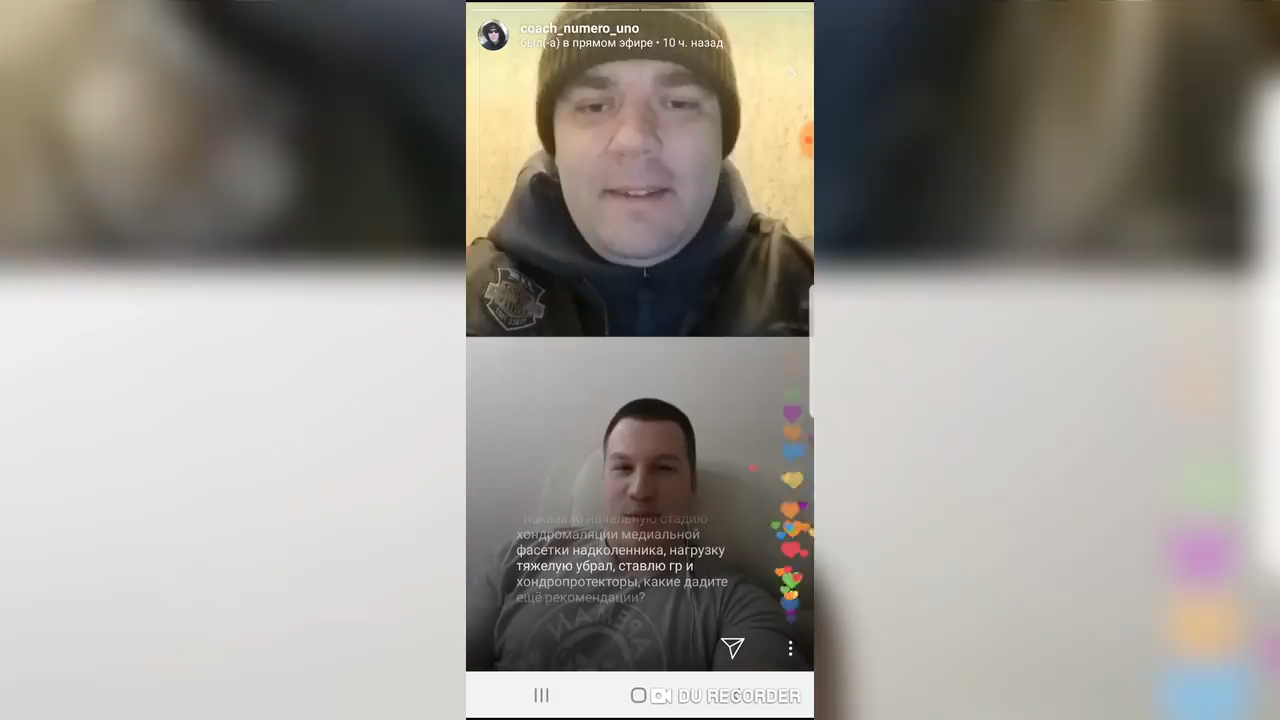 coach_numero_uno
был(-а) в прямом эфире • 10 ч. назад
показало начальную стадию
хондромаляции медиальной
фасетки надколенника, нагрузку
тяжелую убрал, ставлю гр и
хондропротекторы, какие дадите
ещё рекомендации?
DU RECORDER